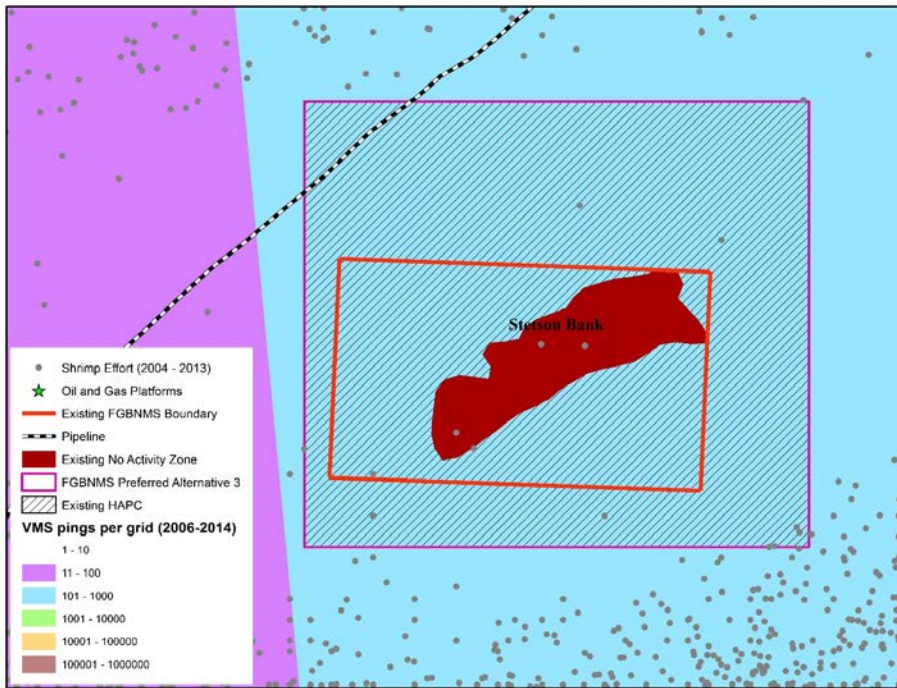 Stetson Bank
Shrimp Effort (2004 - 2013)
Oil and Gas Platforms
Existing FGBNMS Boundary
Pipeline
Existing No Activity Zone
FGBNMS Preferred Alternative 3
Existing HAPC
VMS pings per grid (2006-2014)
1 - 10
11 - 100
101 - 1000
1001 - 10000
10001 - 100000
100001 - 1000000